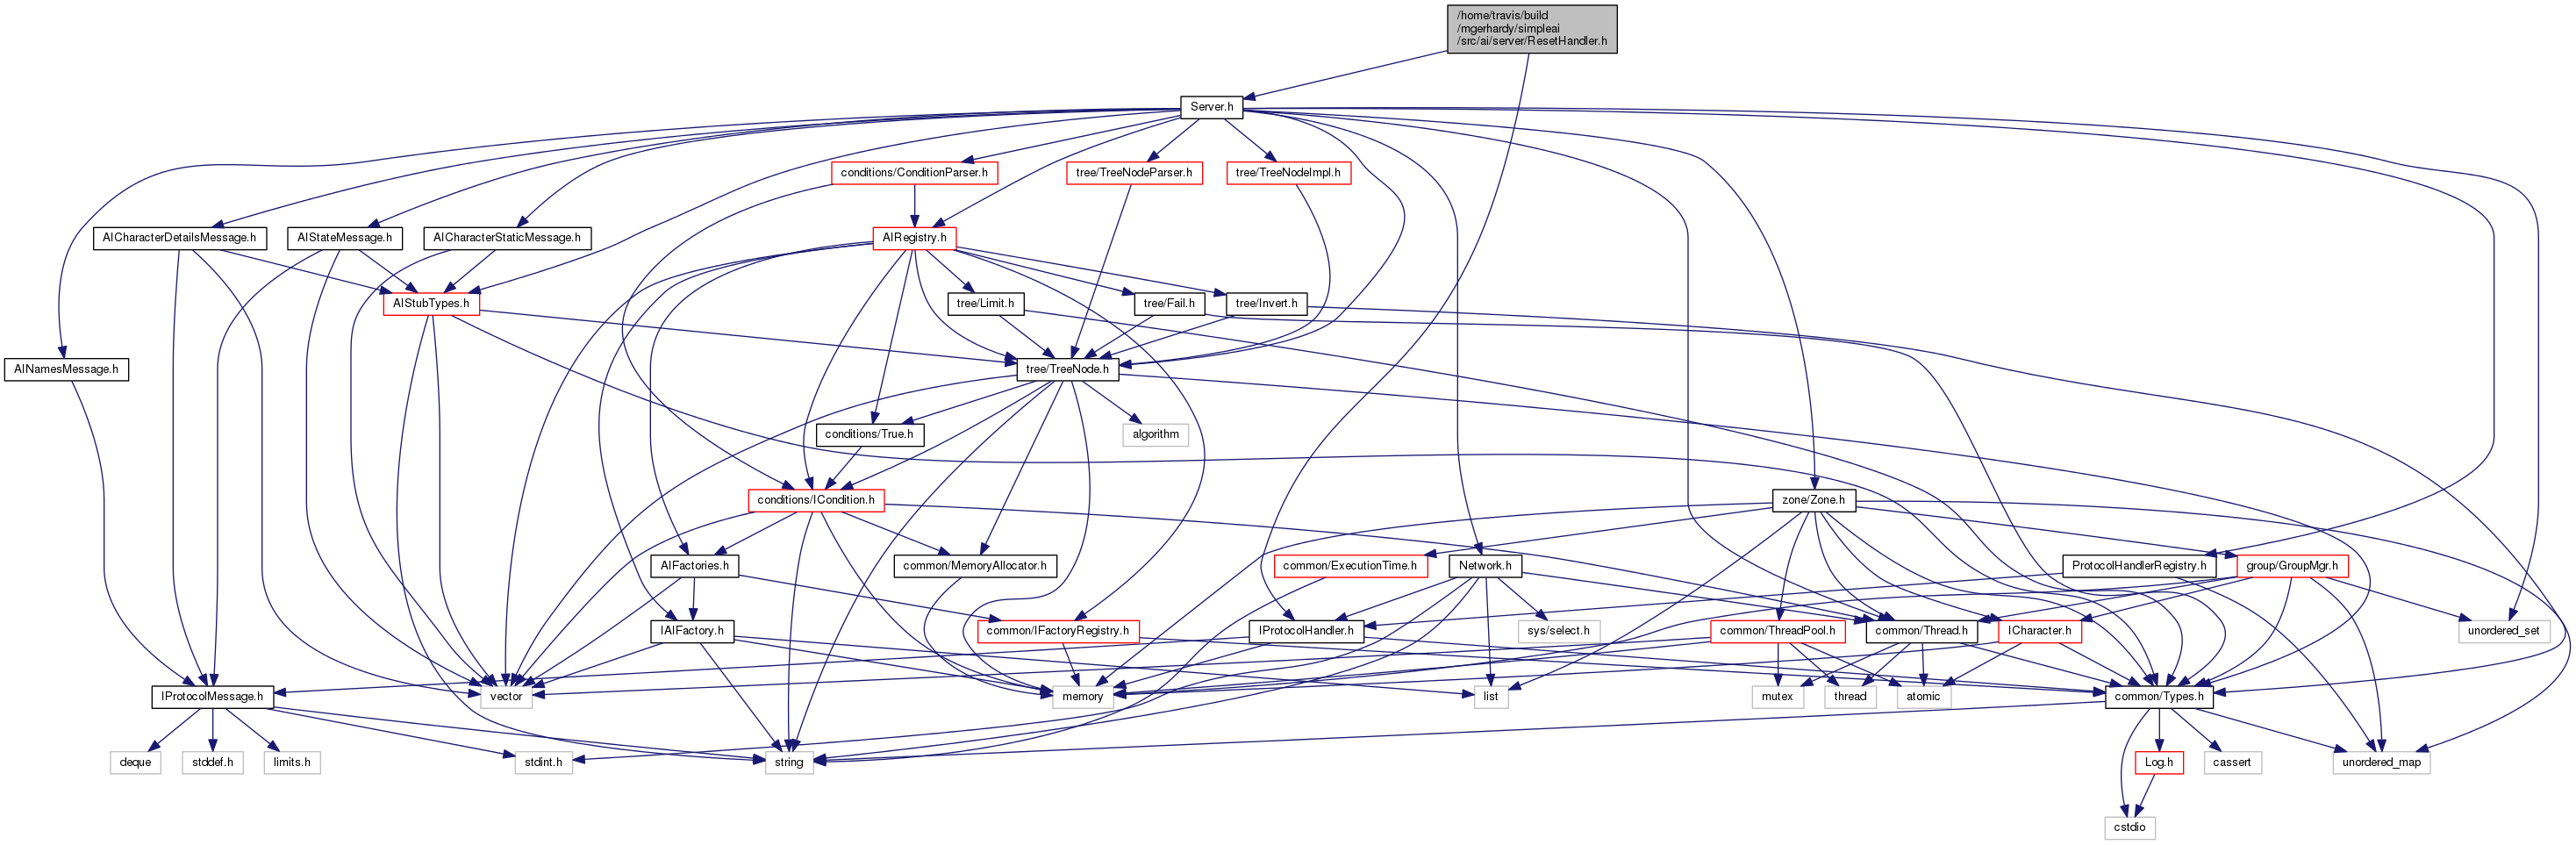 /home/travis/build
/mgerhardy/simpleai
/src/ai/server/ResetHandler.h
Server.h
conditions/ConditionParser.h
tree/TreeNodeParser.h
tree/TreeNodeImpl.h
AICharacterDetailsMessage.h
AIStateMessage.h
AICharacterStaticMessage.h
AIRegistry.h
AIStubTypes.h
tree/Limit.h
tree/Fail.h
tree/Invert.h
AINamesMessage.h
tree/TreeNode.h
conditions/True.h
algorithm
conditions/ICondition.h
zone/Zone.h
AIFactories.h
common/MemoryAllocator.h
common/ExecutionTime.h
Network.h
ProtocolHandlerRegistry.h
group/GroupMgr.h
IAIFactory.h
common/IFactoryRegistry.h
IProtocolHandler.h
sys/select.h
common/ThreadPool.h
common/Thread.h
ICharacter.h
unordered_set
IProtocolMessage.h
vector
memory
list
mutex
thread
atomic
common/Types.h
deque
stddef.h
limits.h
stdint.h
string
Log.h
cassert
unordered_map
cstdio